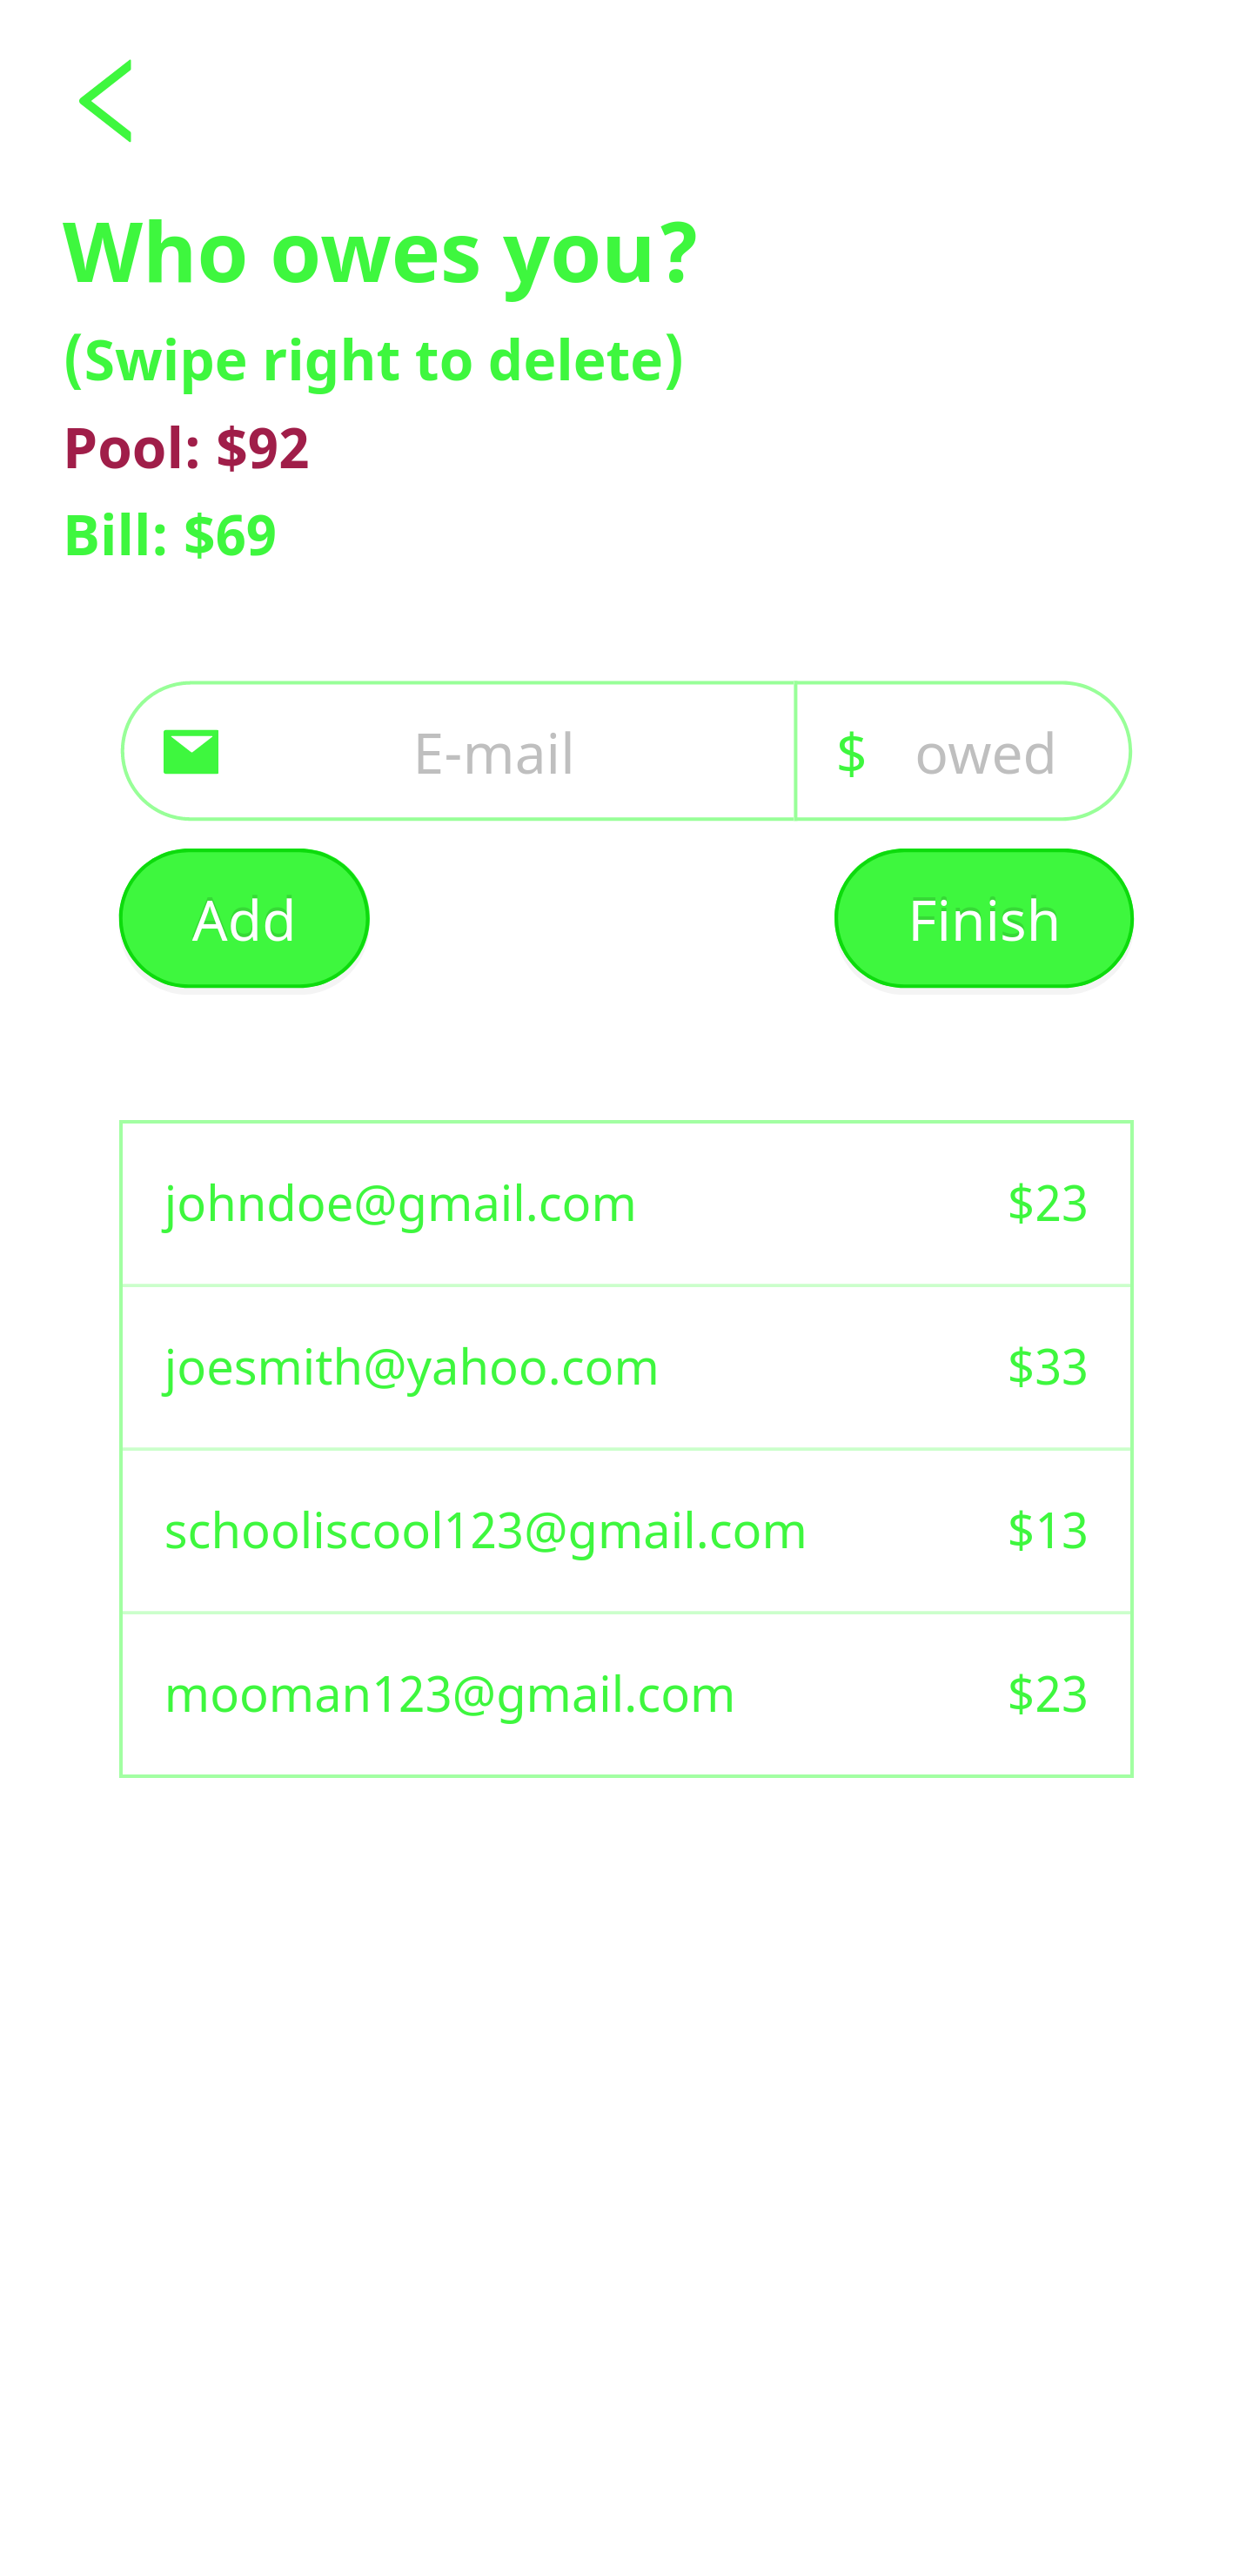 Who owes you?
(Swipe right to delete)
Pool: $92
Bill: $69
E-mail $ owed
Add Finish
johndoe@gmail.com $23
joesmith@yahoo.com $33
schooliscool123@gmail.com $13
mooman123@gmail.com $23